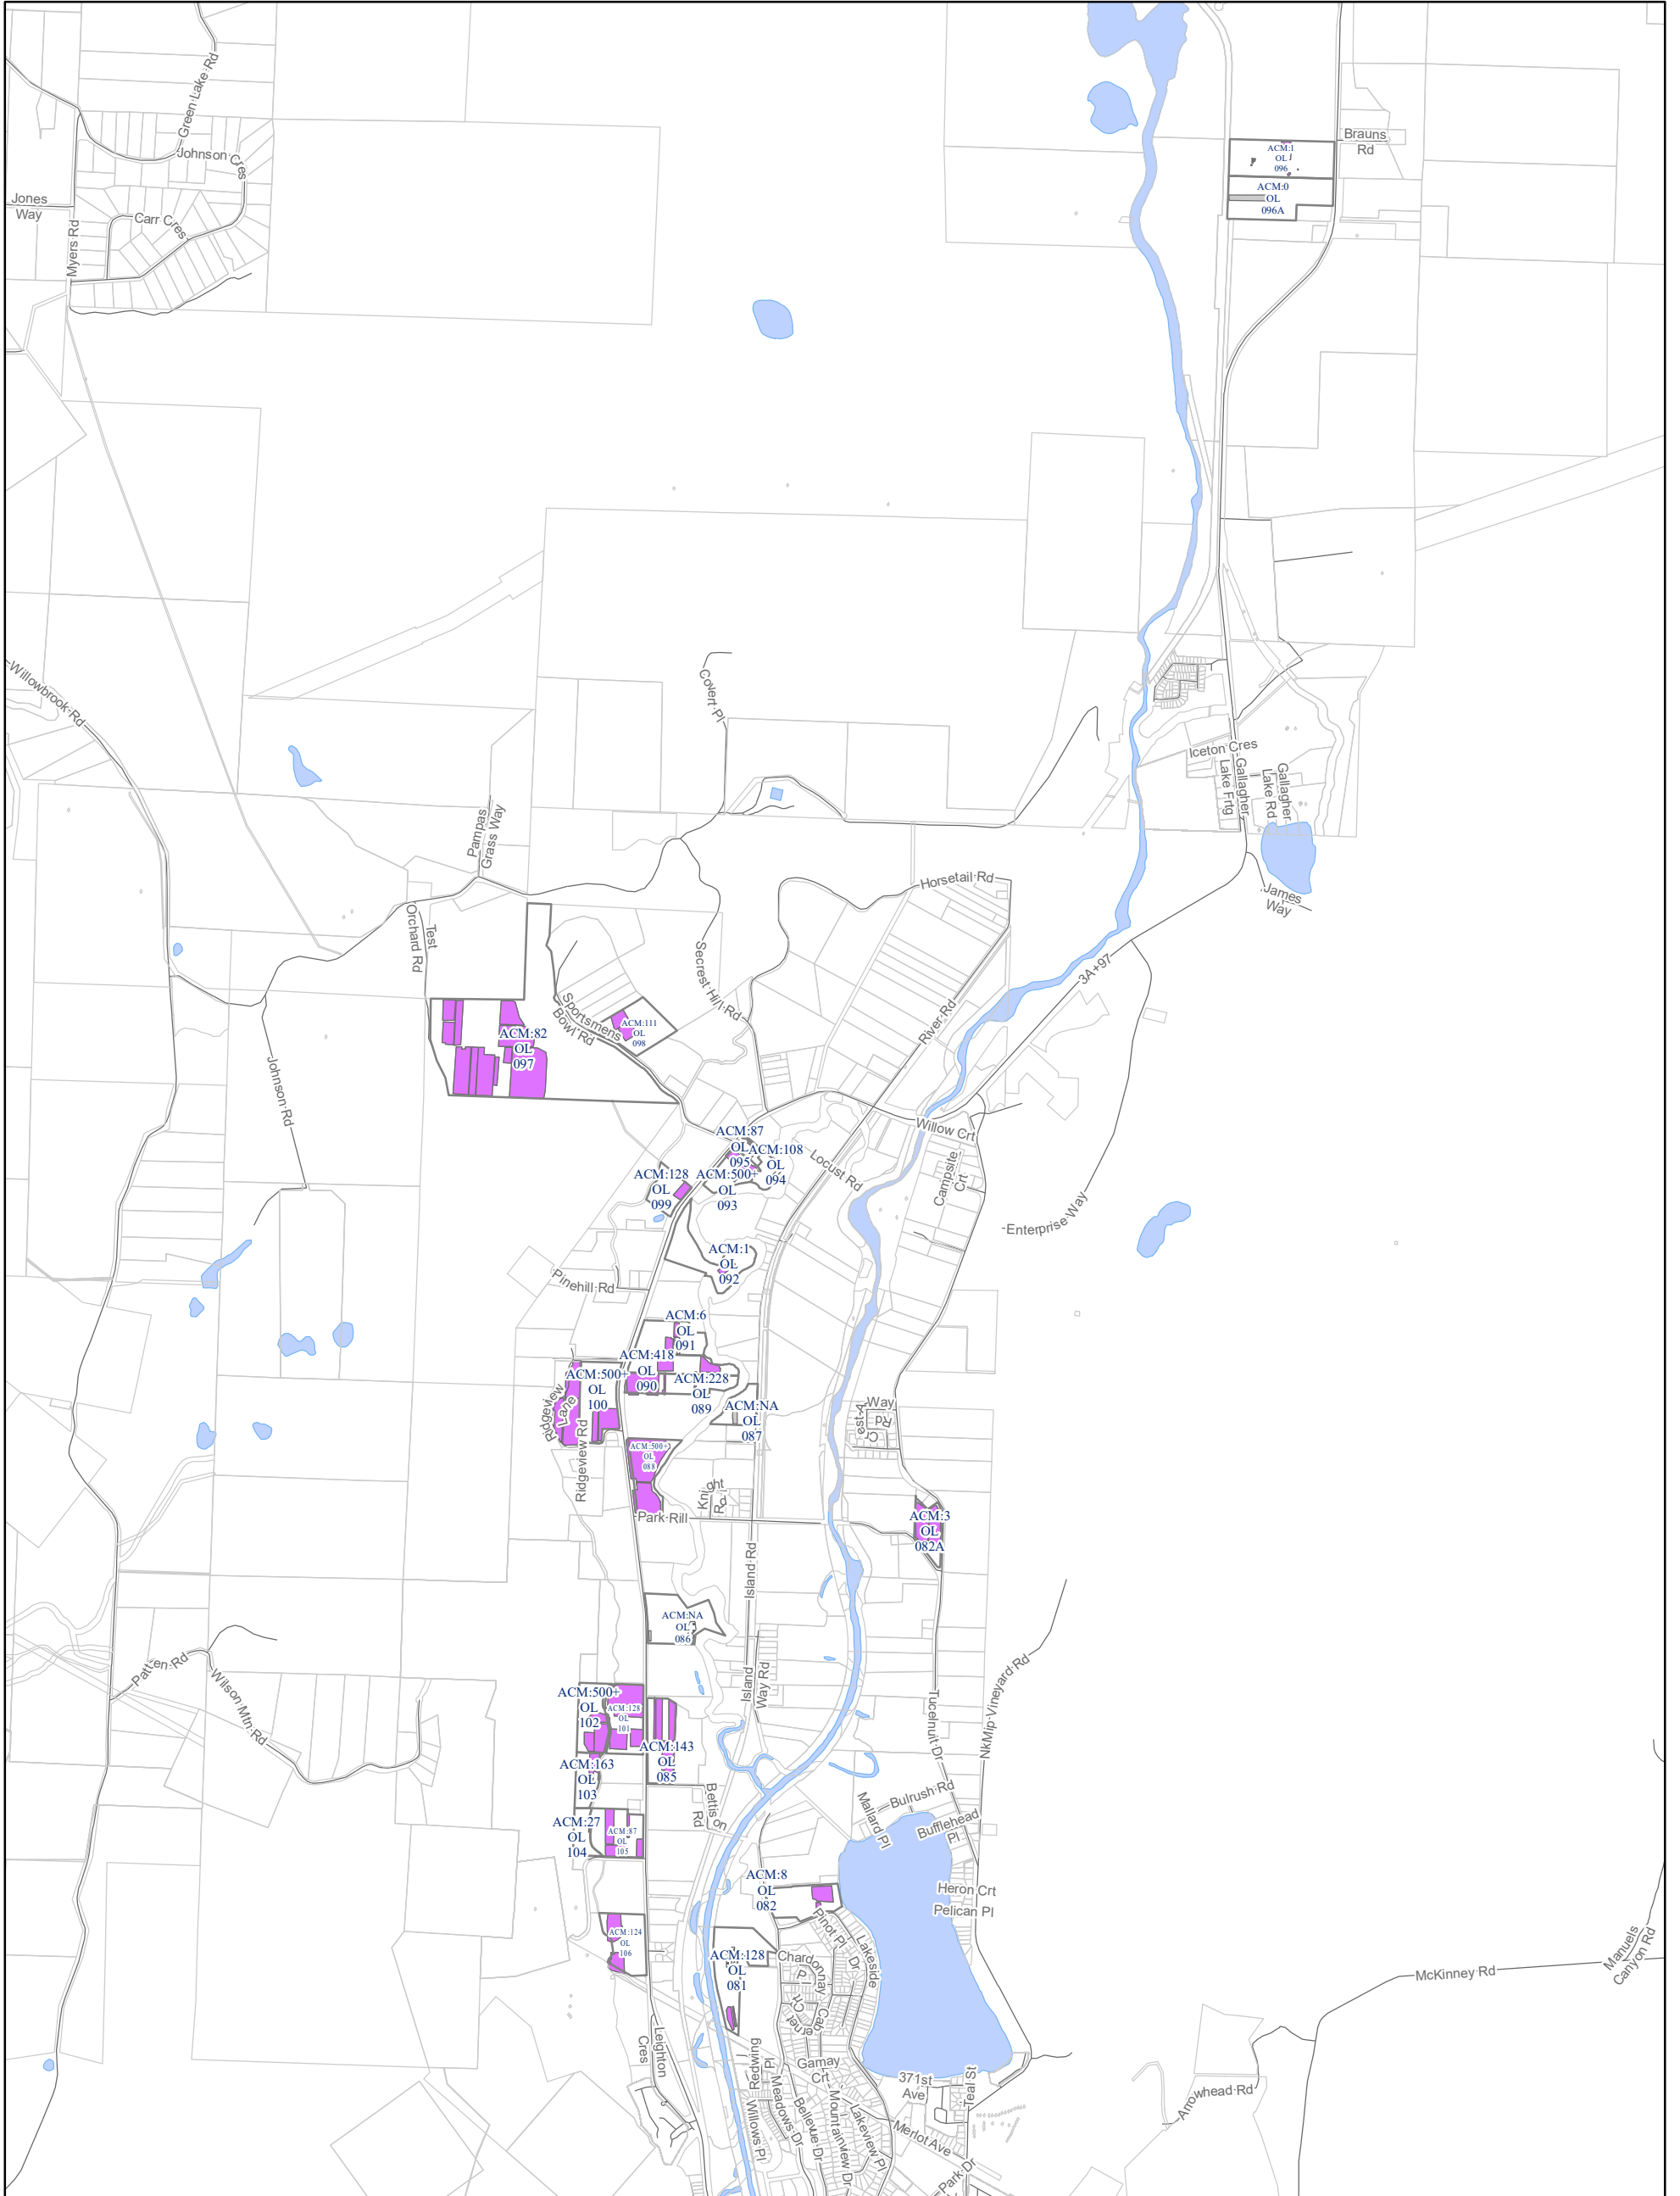 Green Lake Rd
Johnson Cres
Jones
Way
Carr Cres
Myers Rd
Brauns
Rd
ACM:1
OL
096
ACM:0
OL
096A
Willowbrook Rd
Covert Pl
Iceton Cres
Gallagher
Lake Frtg
Gallagher
Lake Rd
James
Way
Pampas
Grass Way
Horsetail Rd
Test
Orchard Rd
Secrest Hill Rd
3A+97
River Rd
Sportsmens
Bowl Rd
ACM:111
OL
098
ACM:82
OL
097
Johnson Rd
Willow Crt
ACM:87
OL
095
ACM:108
OL
094
Locust Rd
Campsite
Crt
ACM:128
OL
099
ACM:500+
OL
093
Enterprise Way
ACM:1
OL
092
Pinehill Rd
ACM:6
OL
091
ACM:418
OL
090
ACM:500+
OL
100
ACM:228
OL
089
Ridgeview
Lane
Ridgeview Rd
ACM:NA
OL
087
Way
Rd
Cr
ACM:500+
OL
088
Knight
Rd
Park Rill
ACM:3
OL
082A
Island Rd
ACM:NA
OL
086
Patten Rd
Wilson Mtn Rd
Island
Way Rd
Tucelnuit Dr
NkMip Vineyard Rd
ACM:500+
OL
102
ACM:128
OL
101
ACM:143
OL
085
ACM:163
OL
103
Bettison
Rd
Bulrush Rd
Mallard Pl
Bufflehead
Pl
ACM:27
OL
104
ACM:87
OL
105
ACM:8
OL
082
Heron Crt
Pelican Pl
Pinot Pl
Lakeside
Dr
ACM:124
OL
106
ACM:128
OL
081
Chardonnay
Pl
Cabernet
Crt
McKinney Rd
Manuels
Canyon Rd
Leighton
Cres
Redwing
Pl
Gamay
Crt
371st
Ave
Teal St
Arrowhead Rd
Willows Pl
Meadows Dr
Bellevue Dr
Mountainview Dr
Lakeview Pl
Merlot Ave
Park Dr